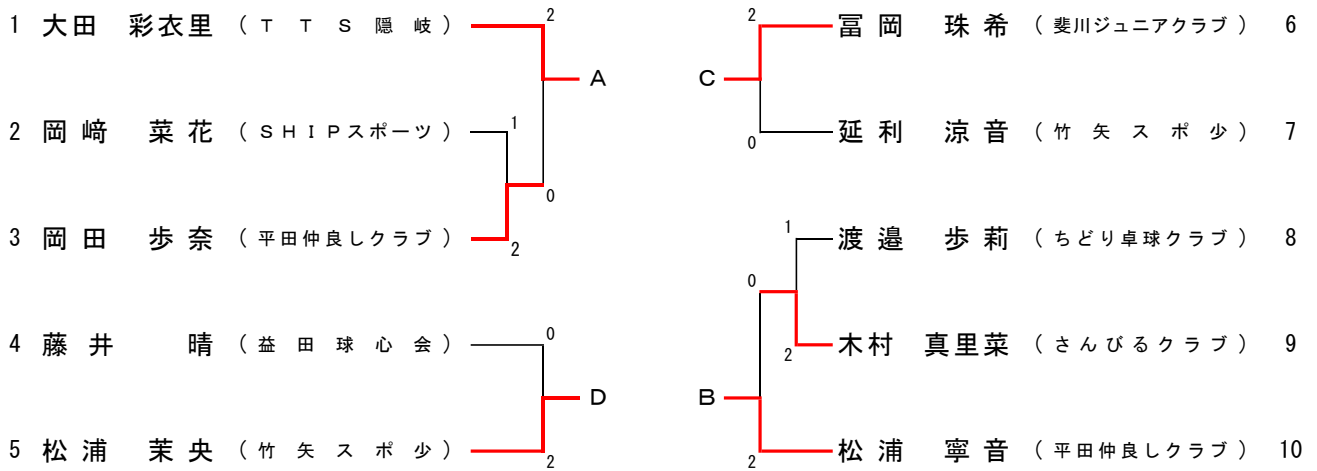 1 大田 彩衣里 (TTS隠岐) 2
A
2 岡﨑 菜花 (SHIPスポーツ) 1
0
3 岡田 歩奈 (平田仲良しクラブ) 2
4 藤井 晴 (益田球心会) 0
D
5 松浦 茉央 (竹矢スポ少) 2
2 冨岡 珠希 (斐川ジュニアクラブ) 6
C
0 延利 涼音 (竹矢スポ少) 7
1 渡邉 歩莉 (ちどり卓球クラブ) 8
0
2 木村 真里菜 (さんびるクラブ) 9
B
2 松浦 寧音 (平田仲良しクラブ) 10